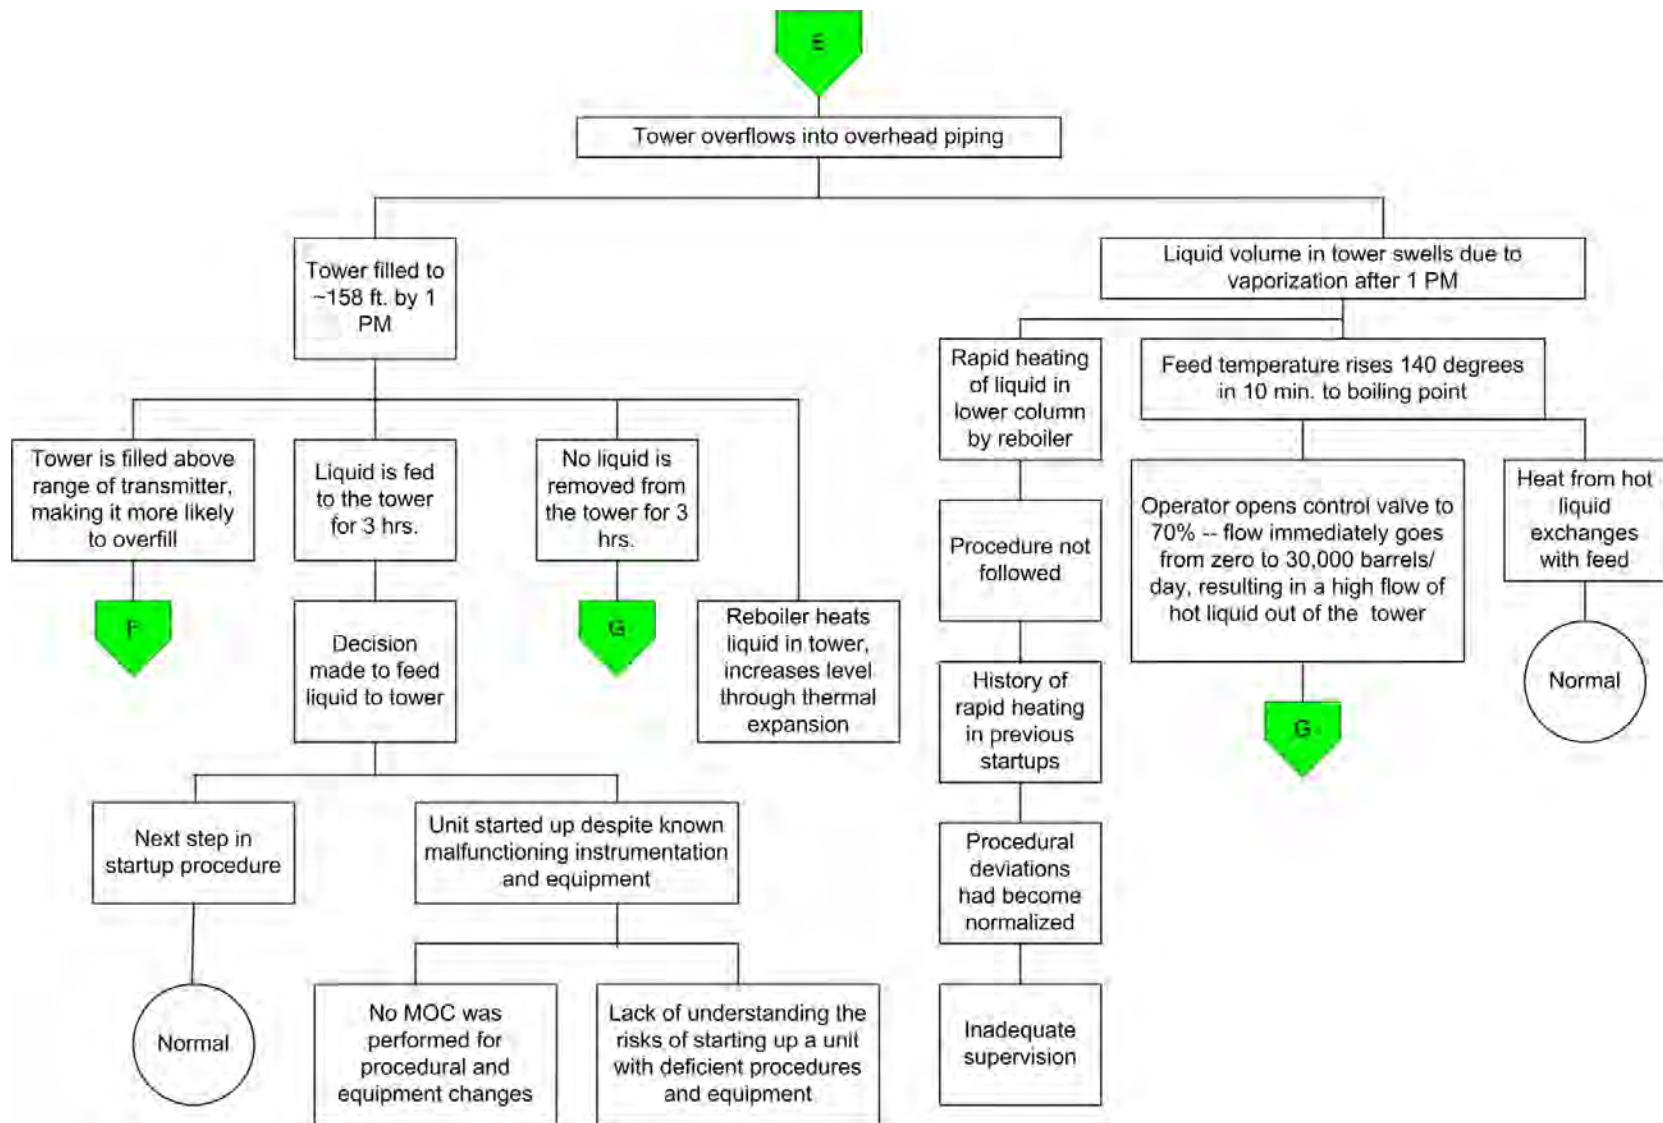 E
Tower overflows into overhead piping
Tower filled to
~158 ft. by 1
PM
Liquid volume in tower swells due to
vaporization after 1 PM
Rapid heating
of liquid in
lower column
by reboiler
Feed temperature rises 140 degrees
in 10 min. to boiling point
Tower is filled above
range of transmitter,
making it more likely
to overfill
Liquid is fed
to the tower
for 3 hrs.
No liquid is
removed from
the tower for 3
hrs.
Reboiler heats
liquid in tower,
increases level
through thermal
expansion
Procedure not
followed
Operator opens control valve to
70% -- flow immediately goes
from zero to 30,000 barrels/
day, resulting in a high flow of
hot liquid out of the tower
Heat from hot
liquid
exchanges
with feed
F
Decision
made to feed
liquid to tower
G
History of
rapid heating
in previous
startups
G
Normal
Next step in
startup procedure
Unit started up despite known
malfunctioning instrumentation
and equipment
Procedural
deviations
had become
normalized
Normal
No MOC was
performed for
procedural and
equipment changes
Lack of understanding the
risks of starting up a unit
with deficient procedures
and equipment
Inadequate
supervision